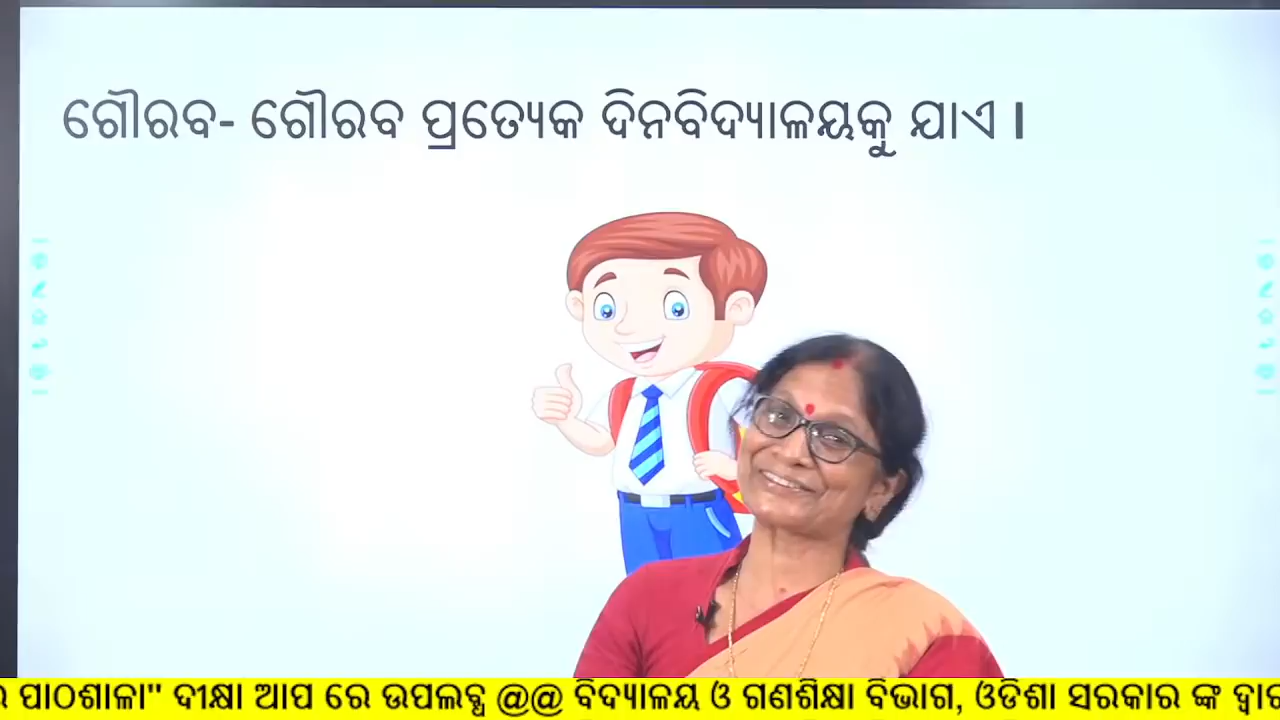 ଗୌରବ- ଗୌରବ ପ୍ରତ୍ୟେକ ଦିନବିଦ୍ୟାଳୟକୁ ଯାଏ ।
ପାଠଶାଳା" ଦୀକ୍ଷା ଆପ ରେ ଉପଲବ୍ଧ @@ ବିଦ୍ୟାଳୟ ଓ ଗଣଶିକ୍ଷା ବିଭାଗ, ଓଡିଶା ସରକାର ଙ୍କ